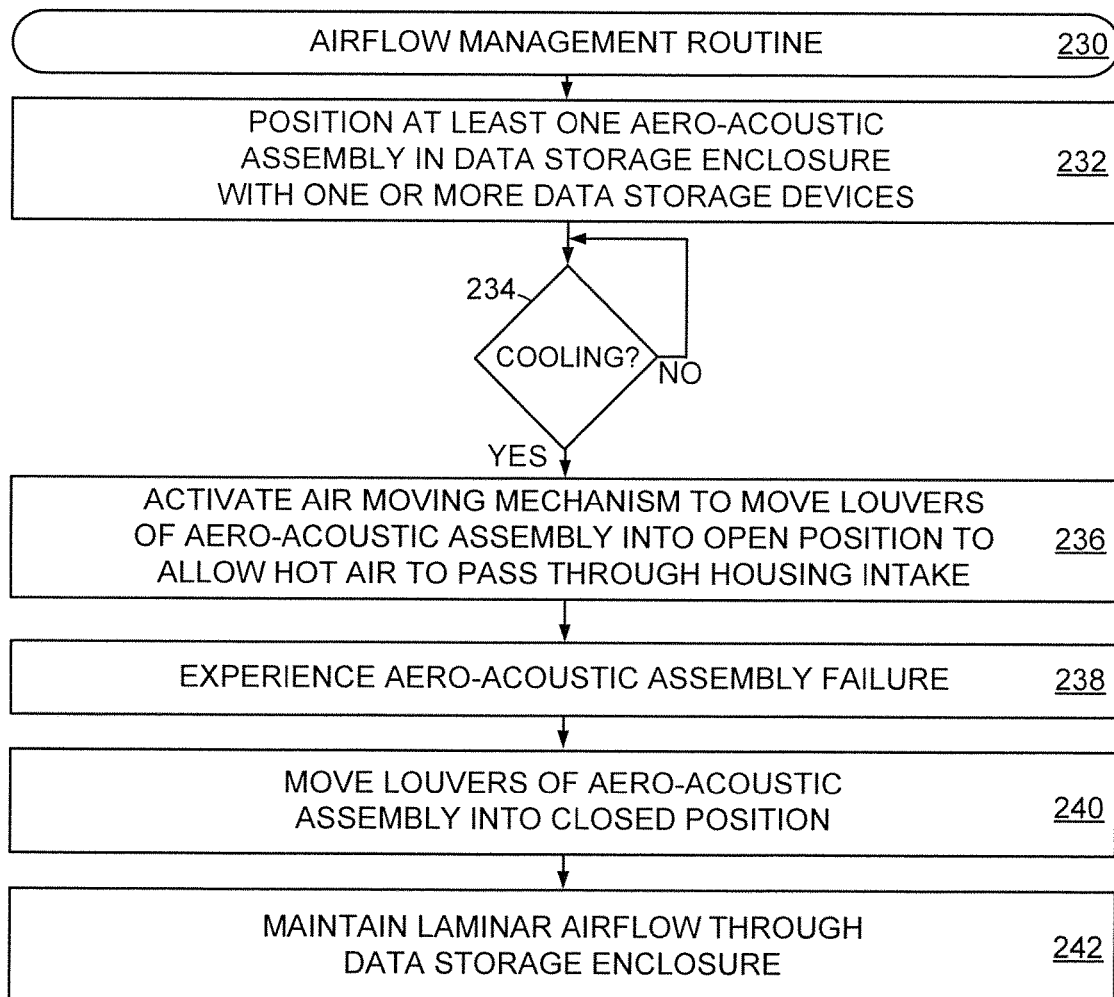 AIRFLOW MANAGEMENT ROUTINE 230
POSITION AT LEAST ONE AERO-ACOUSTIC
ASSEMBLY IN DATA STORAGE ENCLOSURE 232
WITH ONE OR MORE DATA STORAGE DEVICES
234
COOLING?
NO
YES
ACTIVATE AIR MOVING MECHANISM TO MOVE LOUVERS
OF AERO-ACOUSTIC ASSEMBLY INTO OPEN POSITION TO 236
ALLOW HOT AIR TO PASS THROUGH HOUSING INTAKE
EXPERIENCE AERO-ACOUSTIC ASSEMBLY FAILURE 238
MOVE LOUVERS OF AERO-ACOUSTIC
ASSEMBLY INTO CLOSED POSITION 240
MAINTAIN LAMINAR AIRFLOW THROUGH
DATA STORAGE ENCLOSURE 242